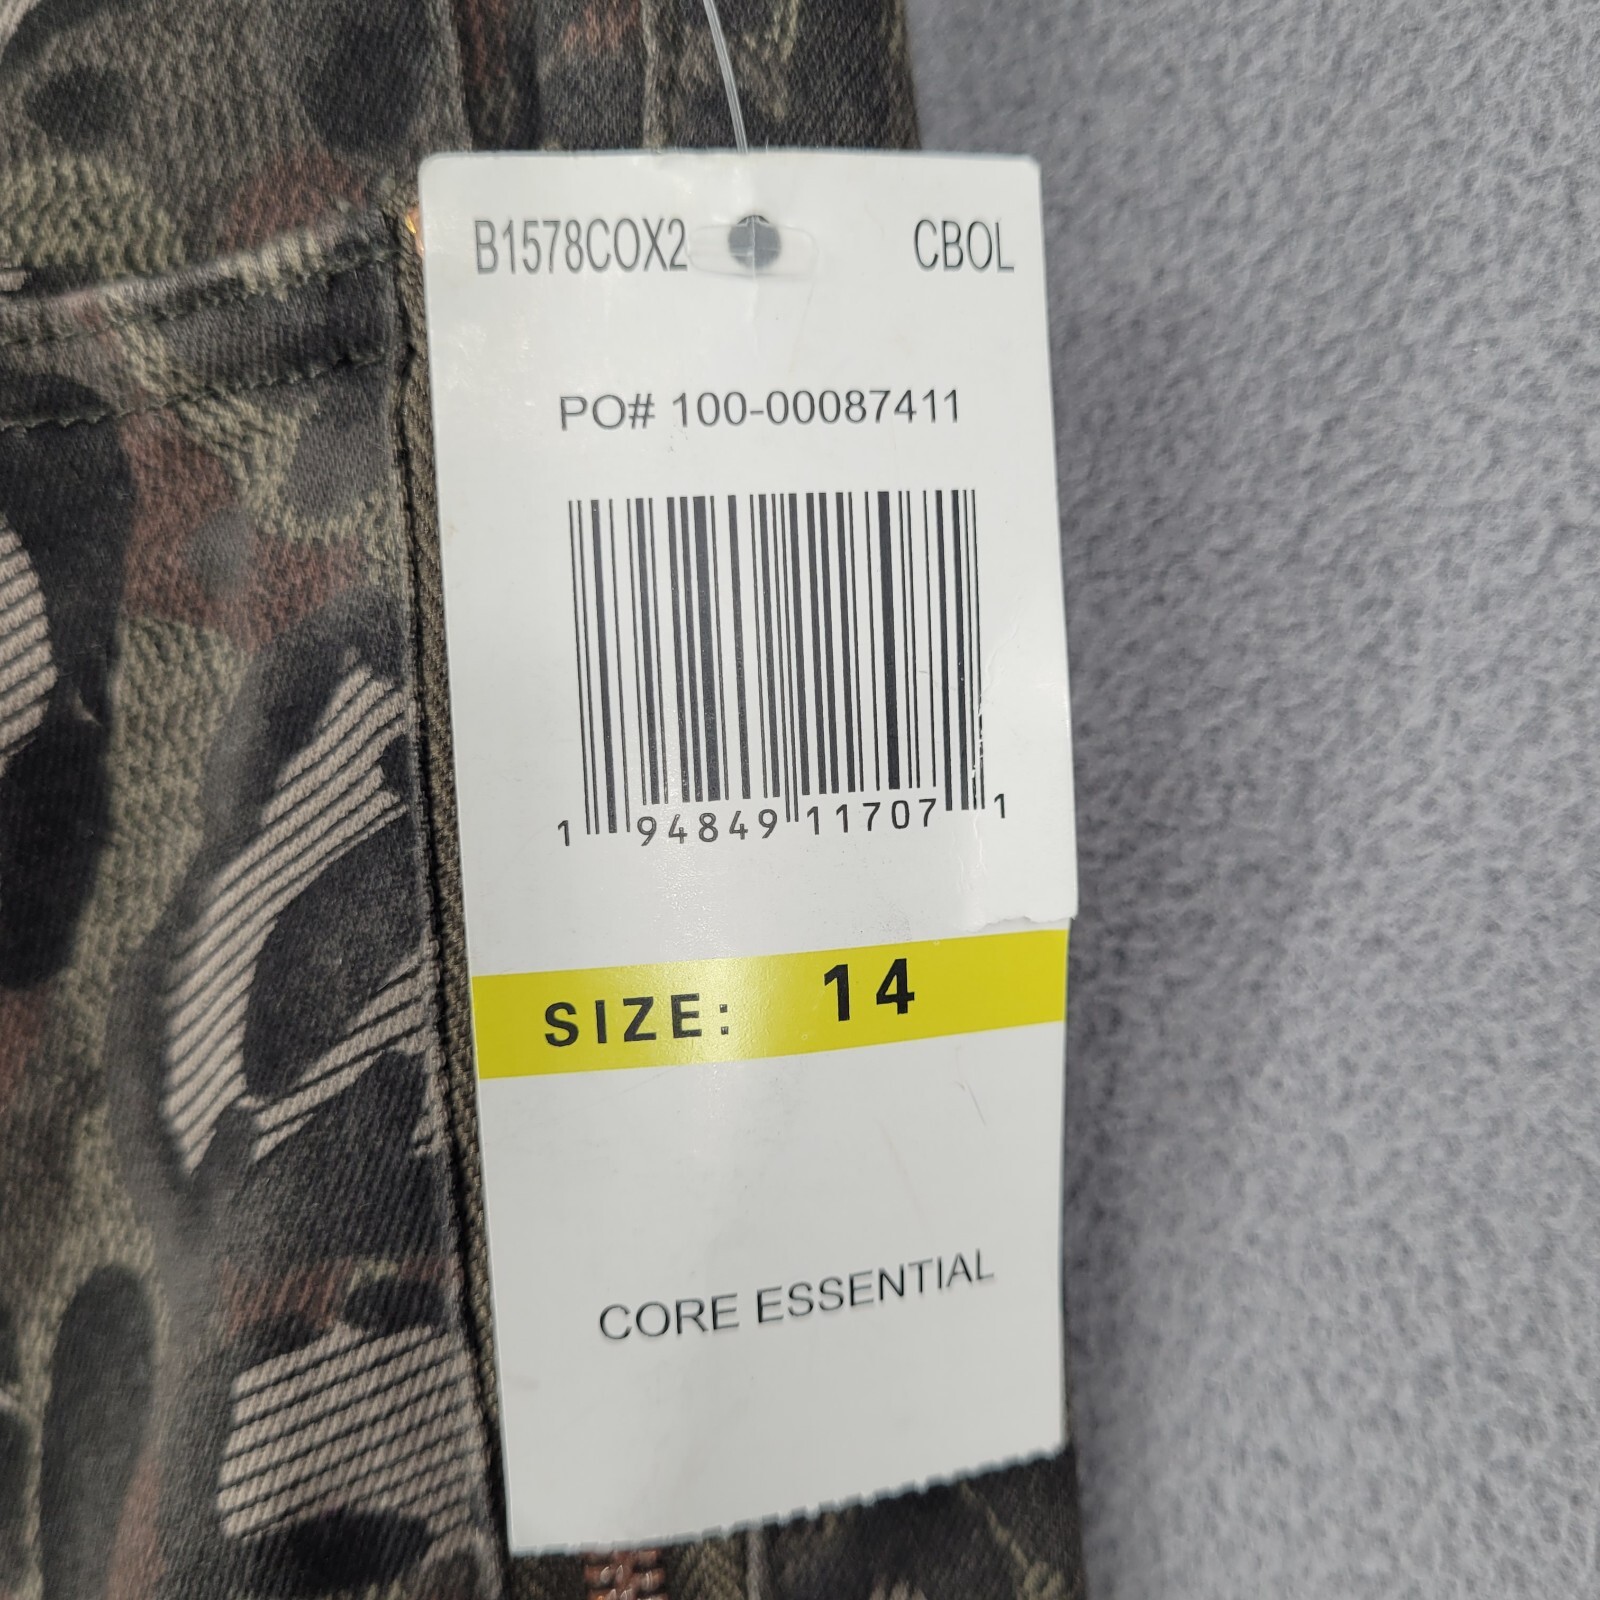 B1578COX2 CBOL
PO# 100-00087411
1 94849 11707 1
SIZE: 14
CORE ESSENTIAL